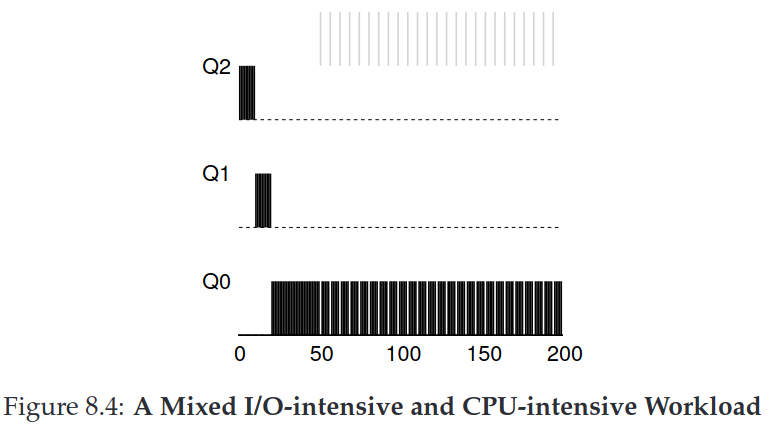 Q2
Q1
Q0
0 50 100 150 200
Figure 8.4: A Mixed I/O-intensive and CPU-intensive Workload